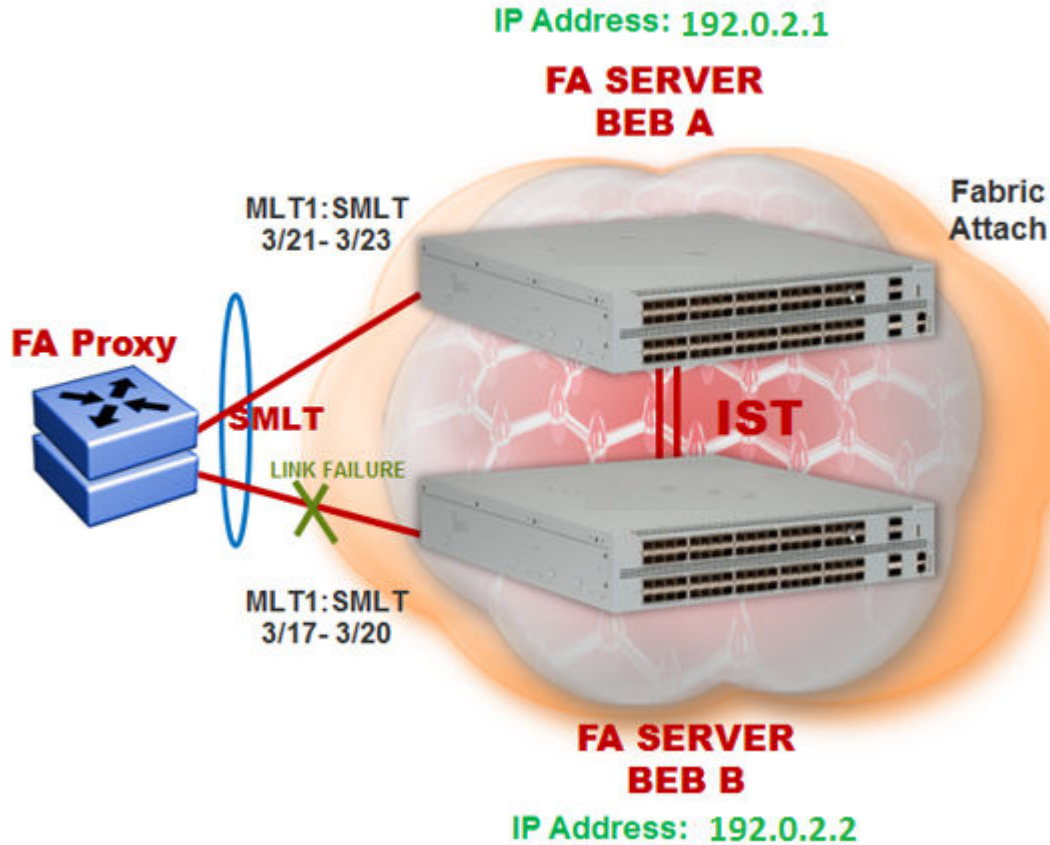 IP Address: 192.0.2.1
FA SERVER
BEB A
Fabric
Attach
MLT1:SMLT
3/21- 3/23
FA Proxy
SMLT
IST
LINK FAILURE
MLT1:SMLT
3/17- 3/20
FA SERVER
BEB B
IP Address: 192.0.2.2